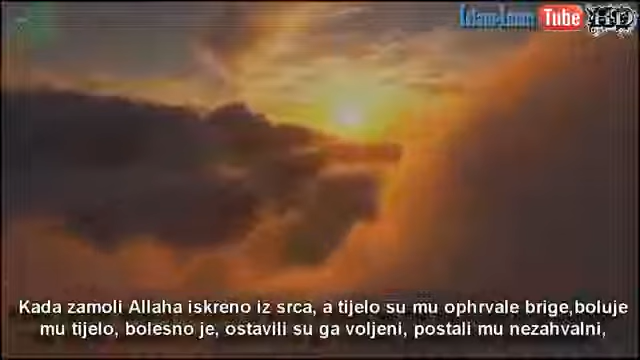 Tube HD
Kada zamoli Allaha iskreno iz srca, a tijelo su mu ophrvale brige,boluje
mu tijelo, bolesno je, ostavili su ga voljeni, postali mu nezahvalni,